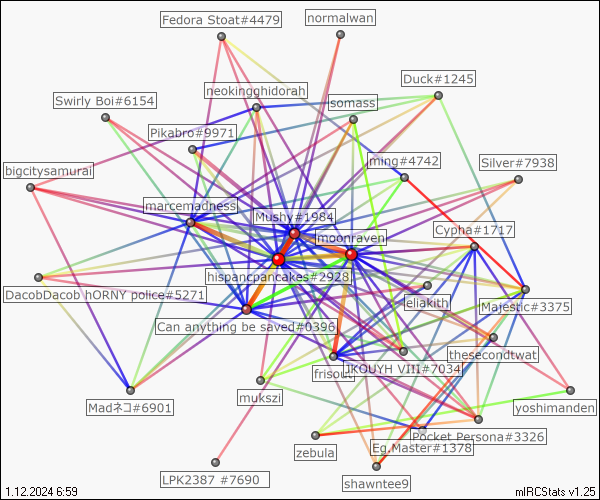 Fedora Stoat#4479
normalwan
Duck#1245
neokingghidorah
Swirly Boi#6154
somass
Pikabro#9971
ming#4742
Silver#7938
bigcitysamurai
marcemadness
Mushy#1984
Cypha#1717
moonraven
hispancpancakes#2928
DacobDacob hORNY police#5271
eliakith
Majestic#3375
Can anything be saved#0396
thesecondtwat
frisout
JKOUYH VIII#7034
mukszi
yoshimanden
Madネコ#6901
Pocket Persona#3326
Eg.Master#1378
zebula
LPK2387 #7690
shawntee9
1.12.2024 6:59
mIRCStats v1.25